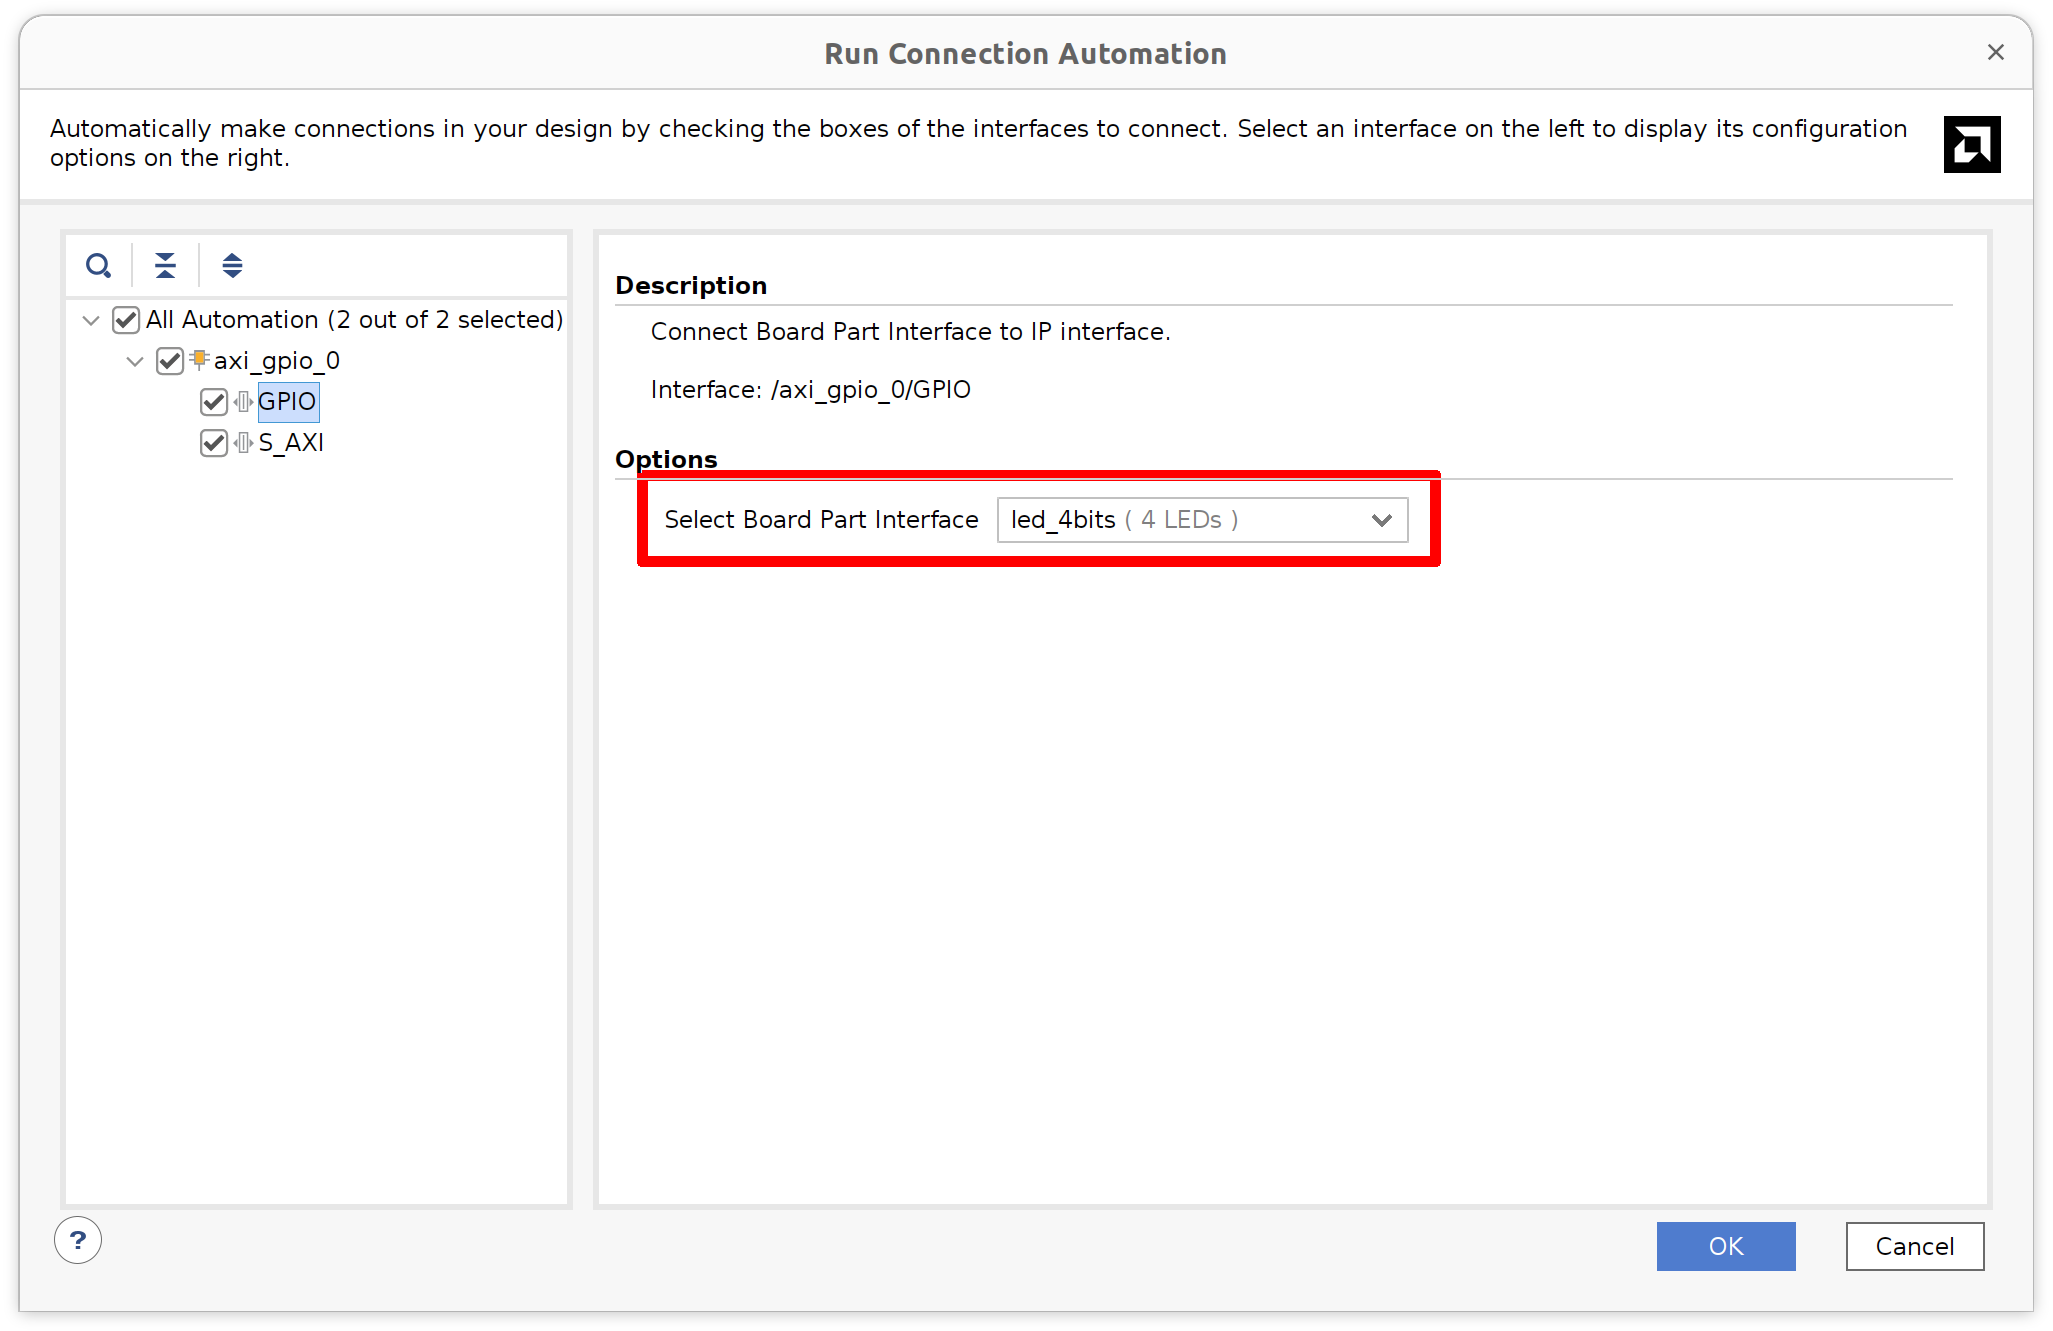 Run Connection Automation
Automatically make connections in your design by checking the boxes of the interfaces to connect. Select an interface on the left to display its configuration
options on the right.
All Automation (2 out of 2 selected)
axi_gpio_0
GPIO
S_AXI
Description
Connect Board Part Interface to IP interface.
Interface: /axi_gpio_0/GPIO
Options
Select Board Part Interface led_4bits ( 4 LEDs )
?
OK Cancel